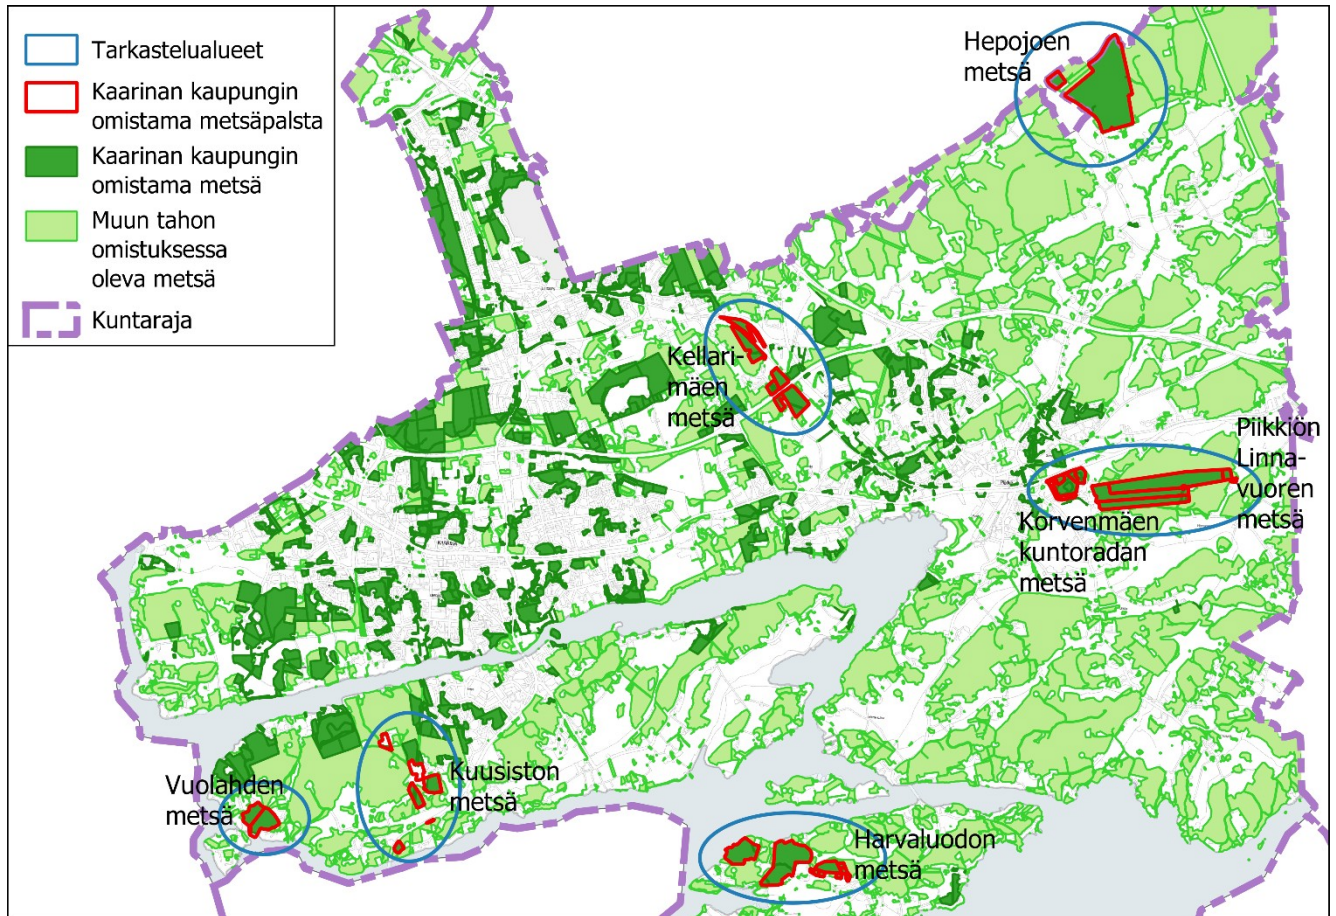 Tarkastelualueet
Kaarinan kaupungin
omistama metsäpalsta
Kaarinan kaupungin
omistama metsä
Muun tahon
omistuksessa
oleva metsä
Kuntaraja
Hepojoen
metsä
Kellari-
mäen
metsä
Piikkiön
Linna-
vuoren
metsä
Korvenmäen
kuntoradan
metsä
Vuolahden
metsä
Kuusiston
metsä
Harvaluodon
metsä